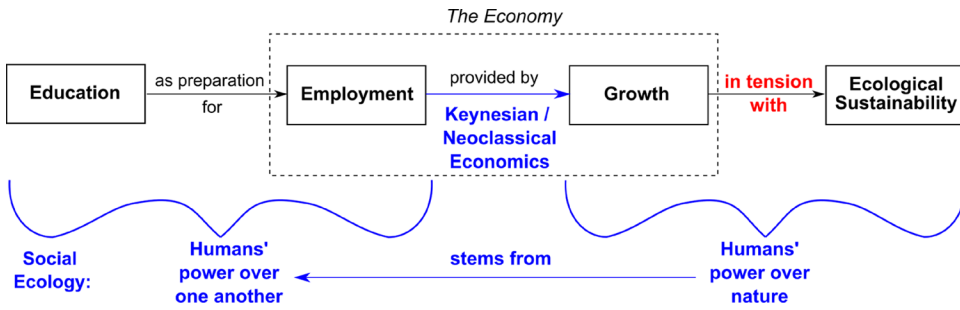 The Economy
Education
as preparation
for
Employment
provided by
Keynesian /
Neoclassical
Economics
Growth
in tension
with
Ecological
Sustainability
Social
Ecology:
Humans'
power over
one another
stems from
Humans'
power over
nature